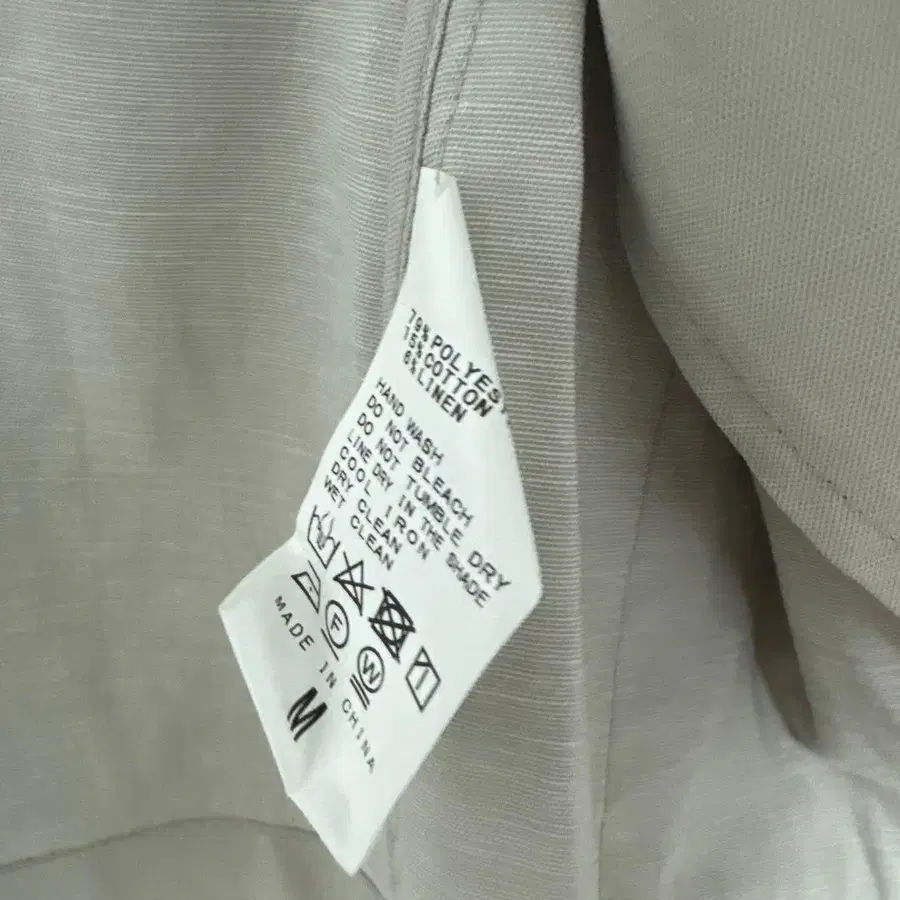 79% POLYES
15% COTTON
6% LINEN
HAND WASH
DO NOT BLEACH
DO NOT TUMBLE DRY
LINE DRY IN THE SHADE
COOL IRON
DRY CLEAN
WET CLEAN
F
W
MADE IN CHINA
M